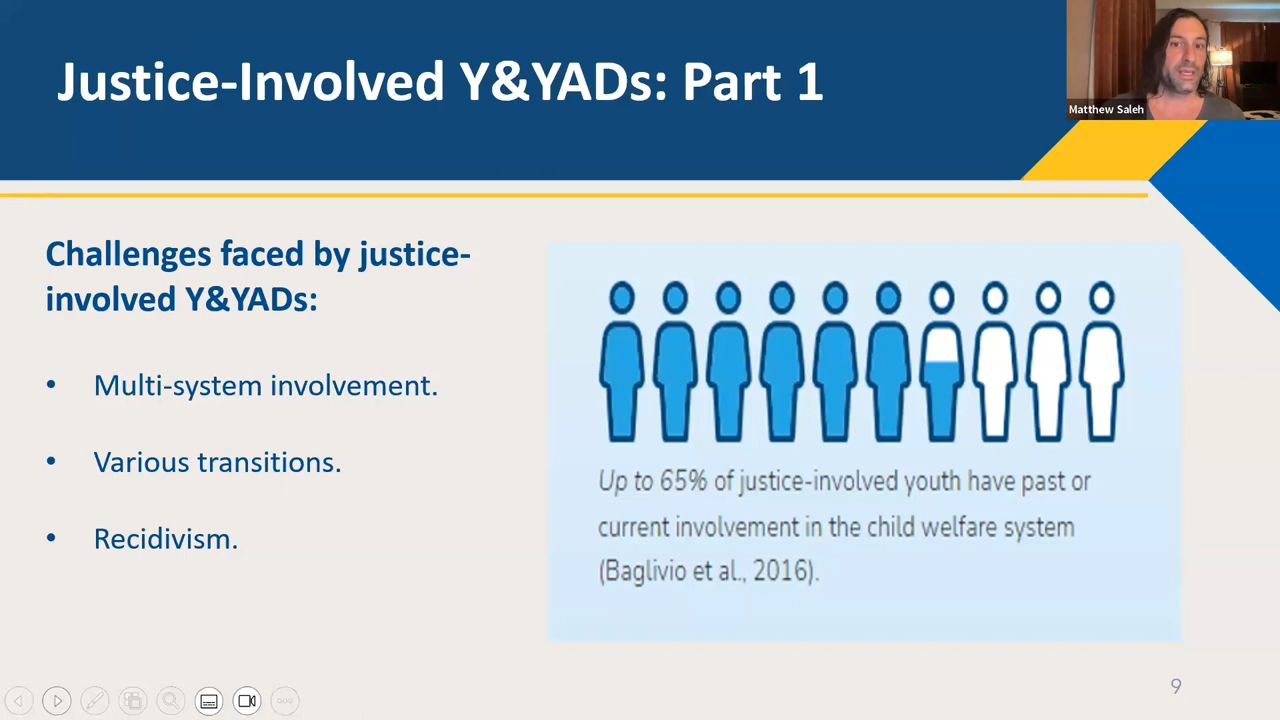 Justice-Involved Y&YADs: Part 1
Matthew Saleh
Challenges faced by justice-
involved Y&YADs:
• Multi-system involvement.
• Various transitions.
• Recidivism.
Up to 65% of justice-involved youth have past or
current involvement in the child welfare system
(Baglivio et al., 2016).
9